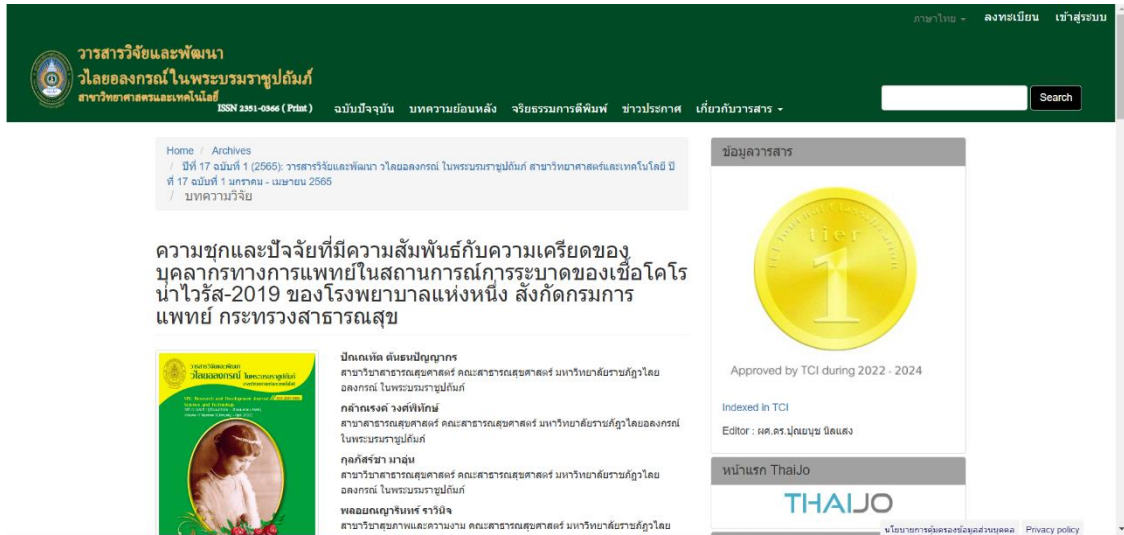 ภาษาไทย
ลงทะเบียน
เข้าสู่ระบบ
วารสารวิจัยและพัฒนา
วไลยอลงกรณ์ ในพระบรมราชูปถัมภ์
สาขาวิทยาศาสตร์และเทคโนโลยี
ISSN 2351-0366 ( Print )
ฉบับปัจจุบัน
บทความย้อนหลัง
จริยธรรมการตีพิมพ์
ข่าวประกาศ
เกี่ยวกับวารสาร
Search
Home / Archives
/ ปีที่ 17 ฉบับที่ 1 (2565): วารสารวิจัยและพัฒนา วไลยอลงกรณ์ ในพระบรมราชูปถัมภ์ สาขาวิทยาศาสตร์และเทคโนโลยี ปี
ที่ 17 ฉบับที่ 1 มกราคม - เมษายน 2565
/ บทความวิจัย
ความชุกและปัจจัยที่มีความสัมพันธ์กับความเครียดของ
บุคลากรทางการแพทย์ในสถานการณ์การระบาดของเชื้อโคโร
น่าไวรัส-2019 ของโรงพยาบาลแห่งหนึ่ง สังกัดกรมการ
แพทย์ กระทรวงสาธารณสุข
ปัณณทัต ตันธนปัญญากร
สาขาวิชาสาธารณสุขศาสตร์ คณะสาธารณสุขศาสตร์ มหาวิทยาลัยราชภัฏวไลย
อลงกรณ์ ในพระบรมราชูปถัมภ์
วงศ์พิทักษ์
สาขาสาธารณสุขศาสตร์ คณะสาธารณสุขศาสตร์ มหาวิทยาลัยราชภัฏวไลยอลงกรณ์
ในพระบรมราชูปถัมภ์
กุลภัสร์ชา มาอุ่น
สาขาวิชาสาธารณสุขศาสตร์ คณะสาธารณสุขศาสตร์ มหาวิทยาลัยราชภัฏวไลย
อลงกรณ์ ในพระบรมราชูปถัมภ์
ราวินิจ
สาขาวิชาสุขภาพและความงาม คณะสาธารณสุขศาสตร์ มหาวิทยาลัยราชภัฏวไลย
วารสารวิจัยและพัฒนา
วไลยอลงกรณ์ ในพระบรมราชูปถัมภ์
ข้อมูลวารสาร
tier
1
Approved by TCI during 2022 - 2024
Indexed in TCI
Editor : ผศ.ดร.ปุณยนุช นิลแสง
หน้าแรก ThaiJo
THAIJO
นโยบายการคุ้มครองข้อมูลส่วนบุคคล
Privacy policy